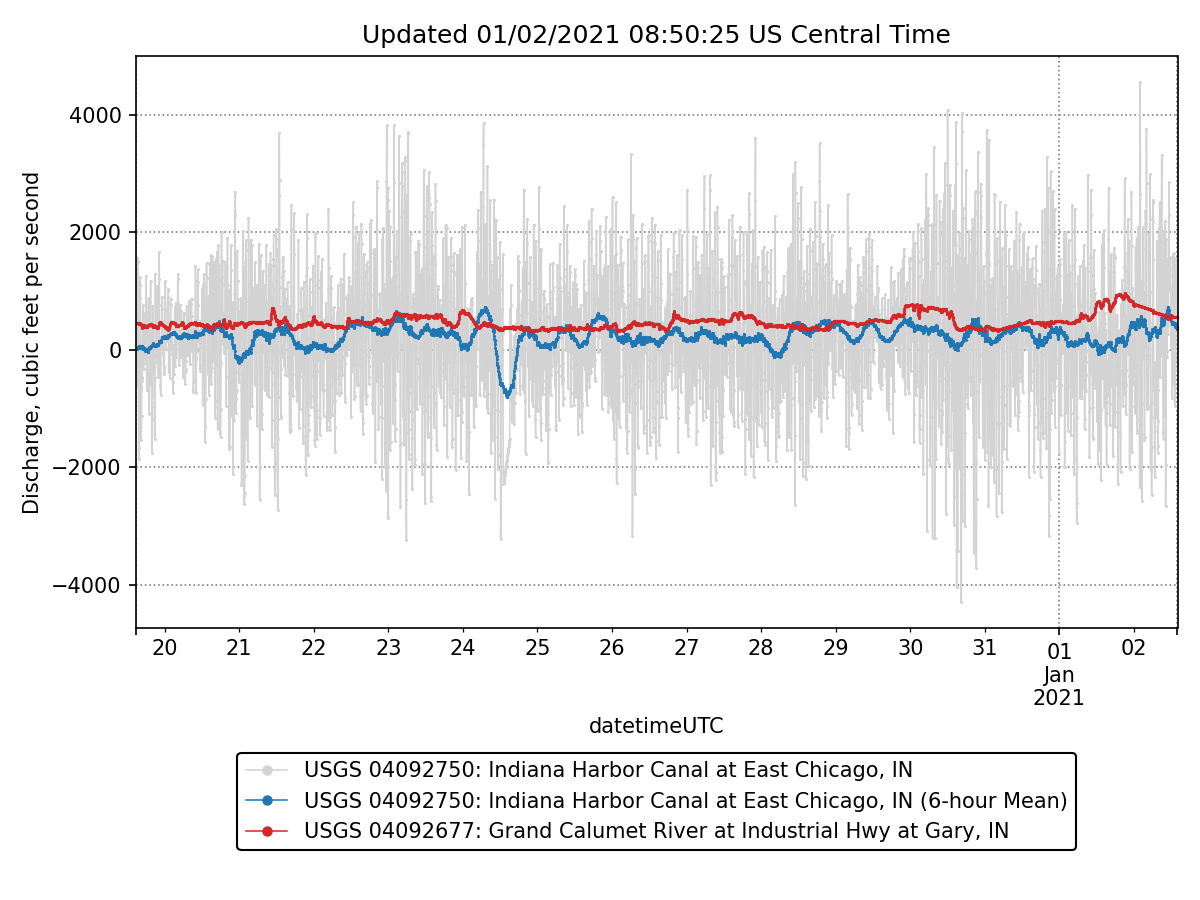 Updated 01/02/2021 08:50:25 US Central Time
Discharge, cubic feet per second
4000
2000
0
−2000
−4000
20 21 22 23 24 25 26 27 28 29 30 31 01 02
Jan
2021
datetimeUTC
USGS 04092750: Indiana Harbor Canal at East Chicago, IN
USGS 04092750: Indiana Harbor Canal at East Chicago, IN (6-hour Mean)
USGS 04092677: Grand Calumet River at Industrial Hwy at Gary, IN